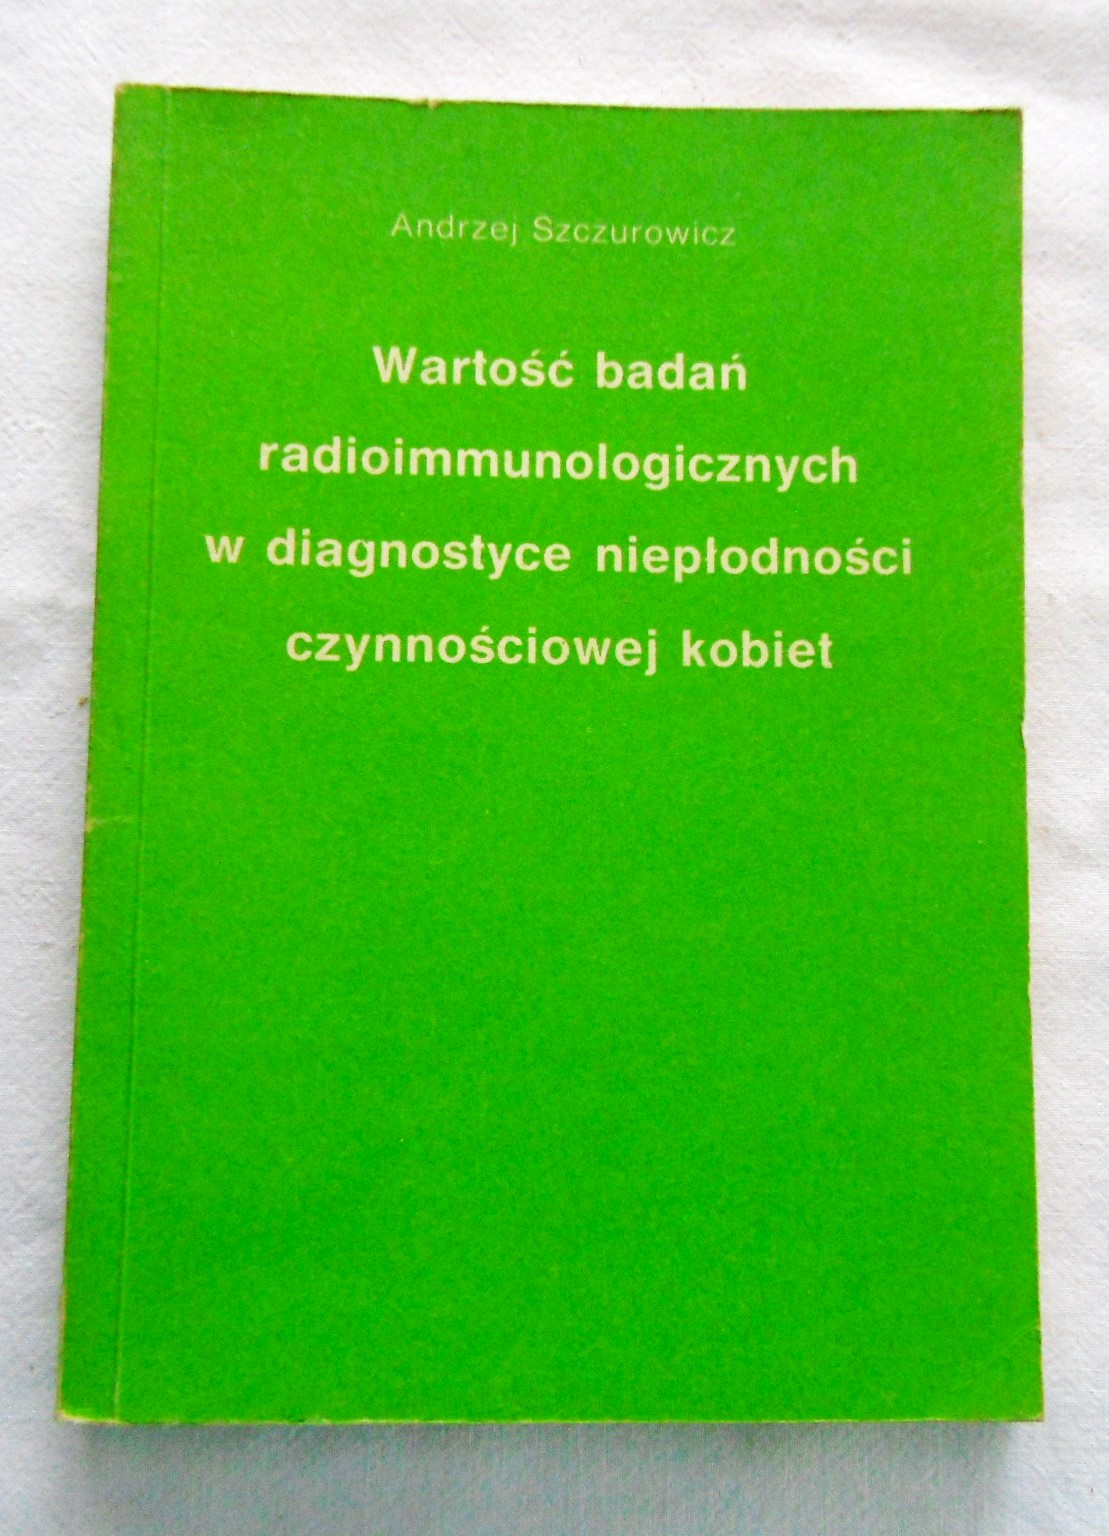 Andrzej Szczurowicz
Wartość badań
radioimmunologicznych
w diagnostyce niepłodności
czynnościowej kobiet